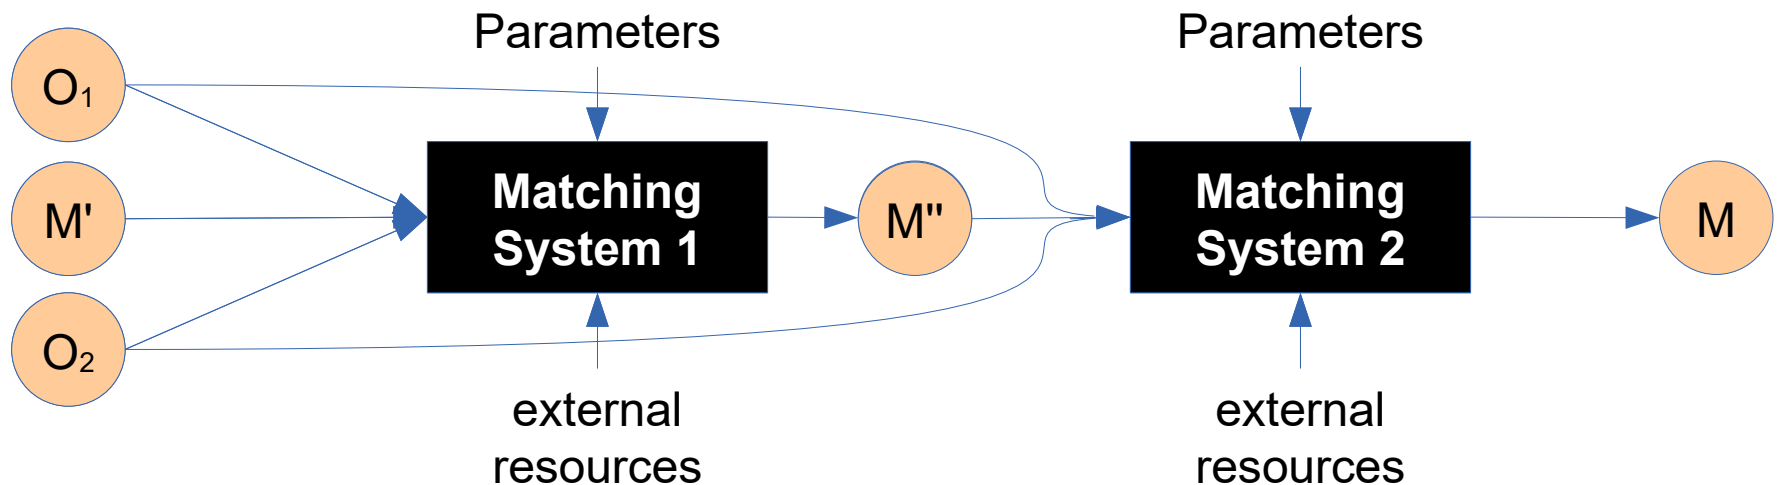 Parameters
Parameters
O₁
M'
O₂
Matching
System 1
M''
Matching
System 2
M
external
resources
external
resources